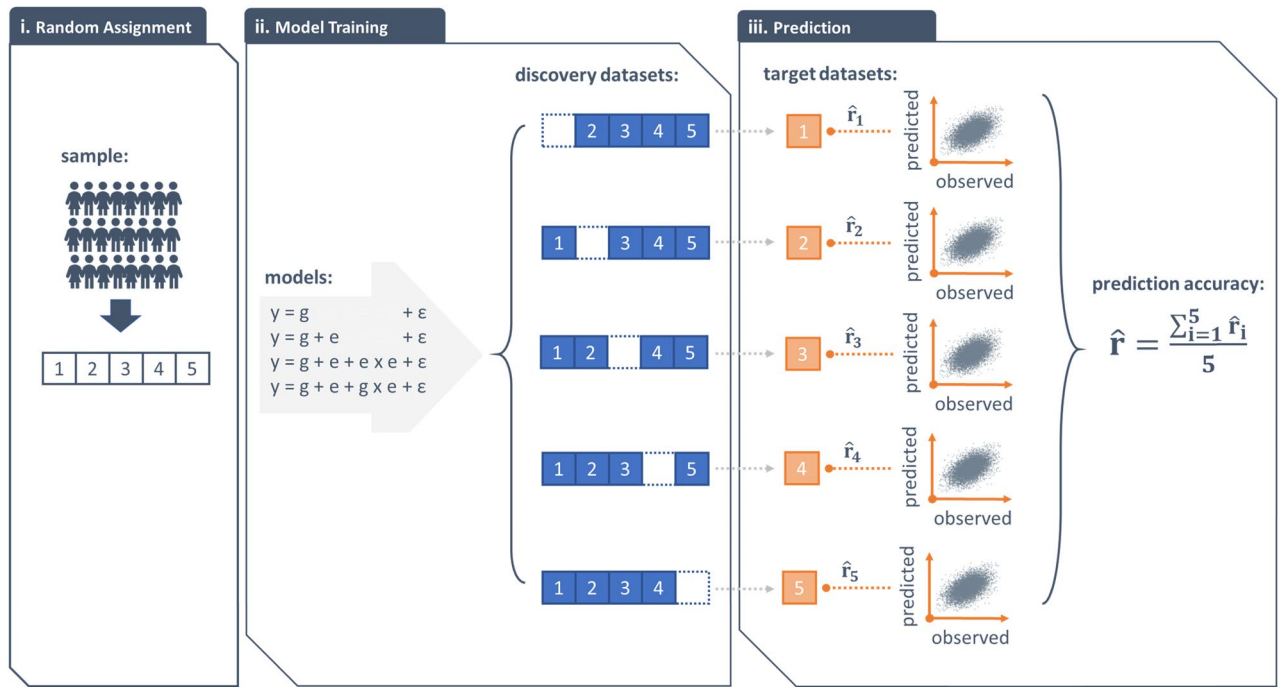 i. Random Assignment
sample:
1 2 3 4 5
ii. Model Training
models:
y = g + ε
y = g + e + ε
y = g + e + e x e + ε
y = g + e + g x e + ε
discovery datasets:
2 3 4 5
1 3 4 5
1 2 4 5
1 2 3 5
1 2 3 4
iii. Prediction
target datasets:
1 r̂₁
predicted
observed
2 r̂₂
predicted
observed
3 r̂₃
predicted
observed
4 r̂₄
predicted
observed
5 r̂₅
predicted
observed
prediction accuracy:
r̂ = ∑⁵ᵢ₌₁ r̂ᵢ / 5